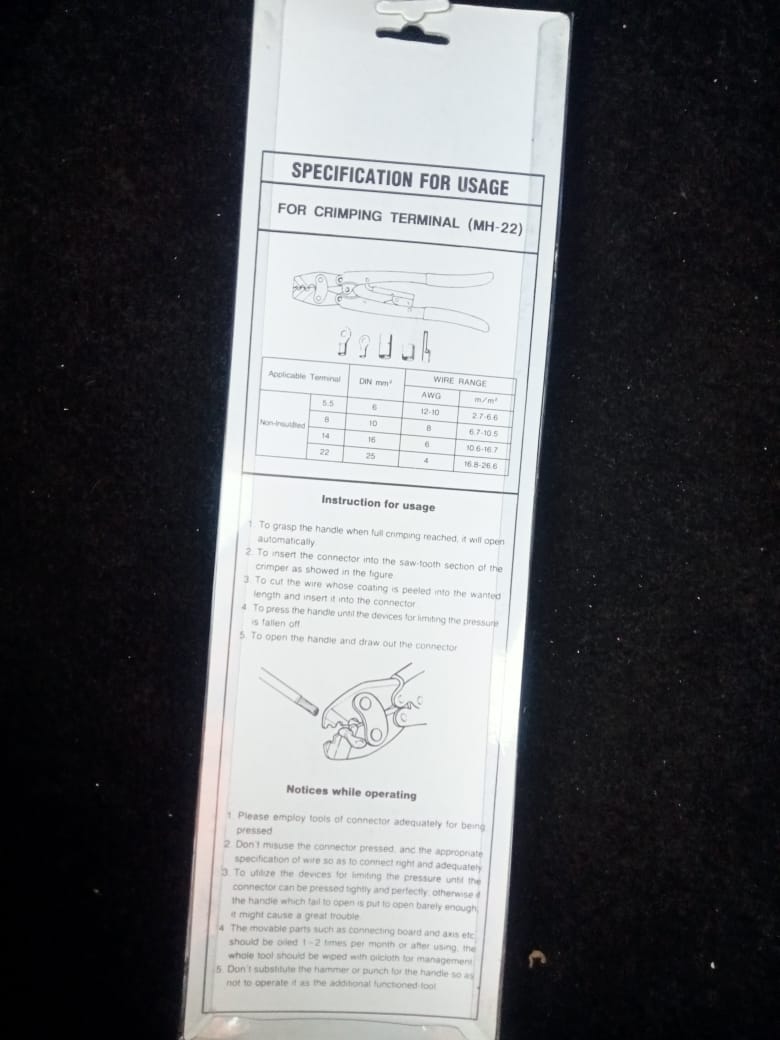 SPECIFICATION FOR USAGE
FOR CRIMPING TERMINAL (MH-22)
Applicable Terminal DIN mm² WIRE RANGE
AWG m/m²
Non-Insultled 5.5 6 12-10 2.7-6.6
8 10 8 6.7-10.5
14 16 6 10.6-16.7
22 25 4 16.8-26.6
Instruction for usage
1. To grasp the handle when full crimping reached, it will open
automatically
2. To insert the connector into the saw-tooth section of the
crimper as showed in the figure
3. To cut the wire whose coating is peeled into the wanted
length and insert it into the connector
4. To press the handle until the devices for limiting the pressure
is fallen off
5. To open the handle and draw out the connector
Notices while operating
1. Please employ tools of connector adequately for being
pressed
2. Don't misuse the connector pressed, and the appropriate
specification of wire so as to connect right and adequately
3. To utilize the devices for limiting the pressure until the
connector can be pressed tightly and perfectly, otherwise if
the handle which fail to open is put to open barely enough,
it might cause a great trouble
4. The movable parts such as connecting board and axis etc
should be oiled 1-2 times per month or after using, the
whole tool should be wiped with oilcloth for management
5. Don't substitute the hammer or punch for the handle so as
not to operate it as the additional functioned-tool